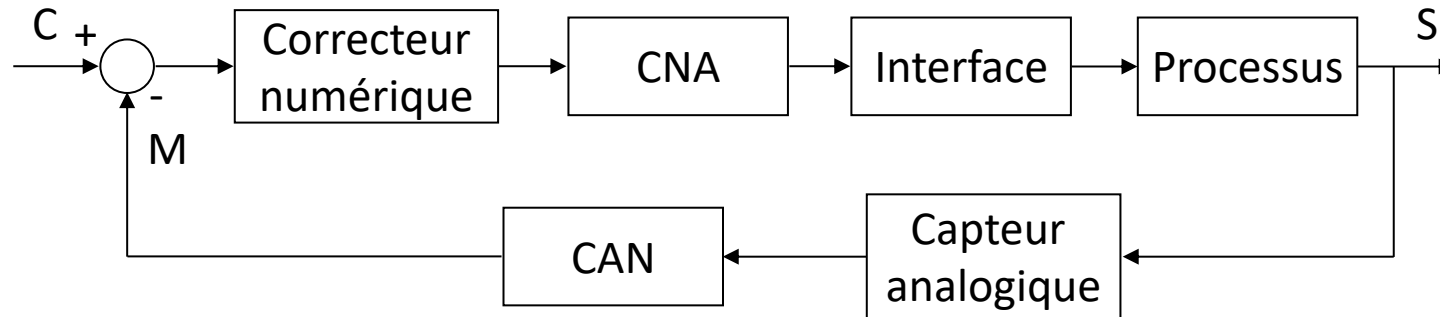 C
+
-
M
Correcteur
numérique
CNA
Interface
Processus
S
CAN
Capteur
analogique